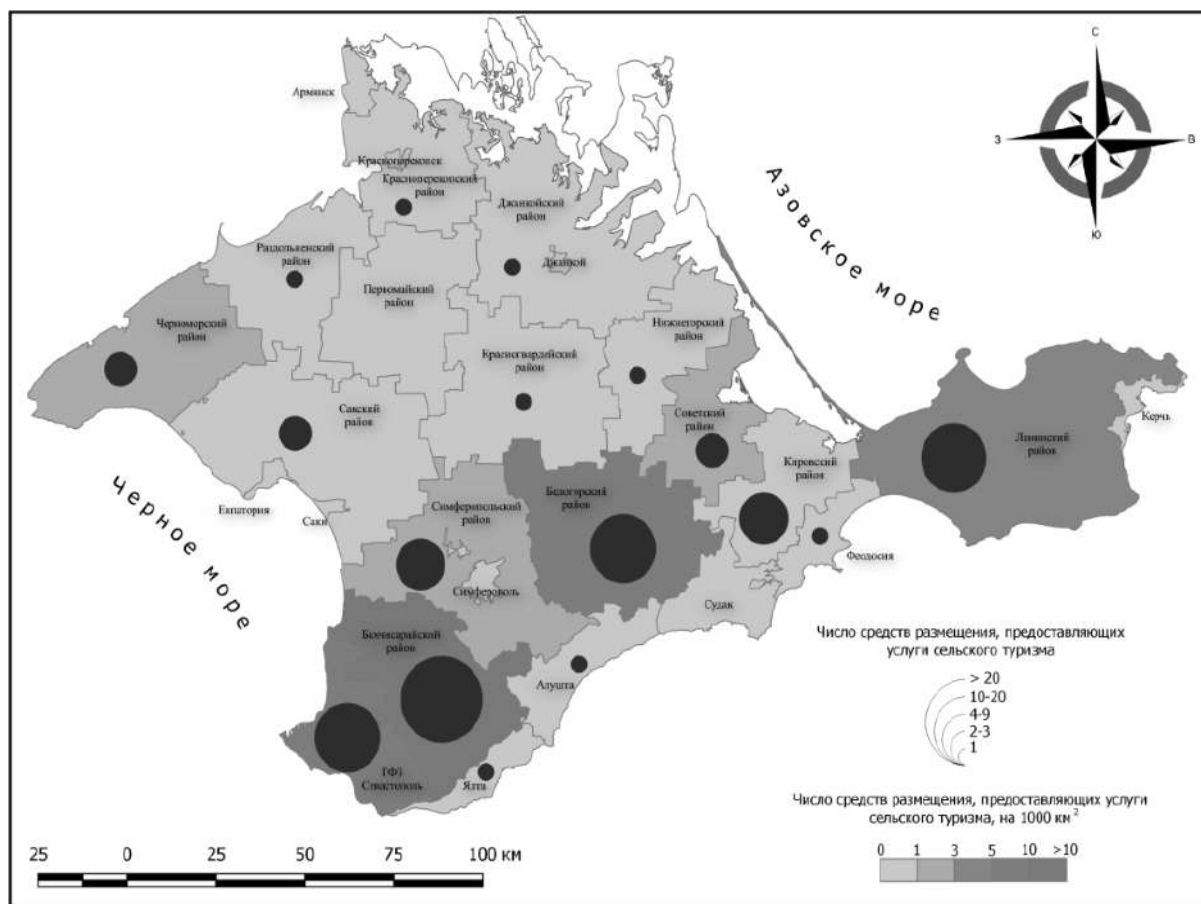 С
З
В
Ю
Азовское море
Черное море
Армянск
Красноперекопск
Красноперекопский
район
Джанкойский
район
Джанкой
Раздольненский
район
Первомайский
район
Черноморский
район
Нижнегорский
район
Красногвардейский
район
Сакский
район
Советский
район
Кировский
район
Ленинский
район
Керчь
Белогорский
район
Симферопольский
район
Евпатория
Саки
Симферополь
Феодосия
Судак
Бахчисарайский
район
Алушта
ГФЗ
Севастополь
Ялта
Число средств размещения, предоставляющих
услуги сельского туризма
> 20
10-20
4-9
2-3
1
Число средств размещения, предоставляющих услуги
сельского туризма, на 1000 км²
0 1 3 5 10 >10
25 0 25 50 75 100 км